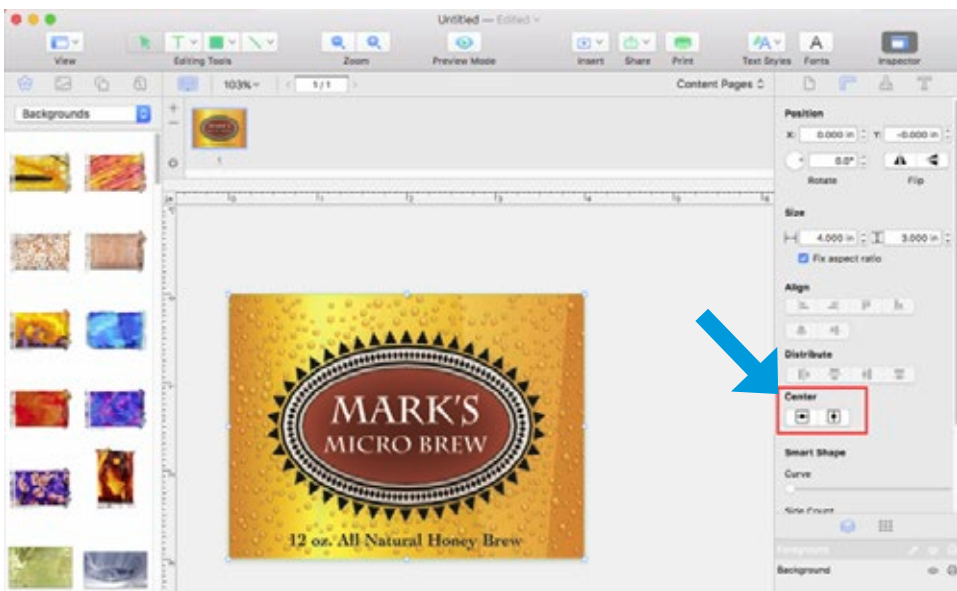 Untitled — Edited
View
Editing Tools
Zoom
Preview Mode
Insert
Share
Print
Text Styles
Fonts
Inspector
103%
1/1
Content Pages
Backgrounds
MARK'S
1
Position
X: 0.000 in Y: -0.000 in
0.0°
Rotate Flip
Size
4.000 in 3.000 in
Fix aspect ratio
Align
Distribute
Center
Smart Shape
Curve
Side Count
Foreground
Background
MARK'S
MICRO BREW
12 oz. All Natural Honey Brew